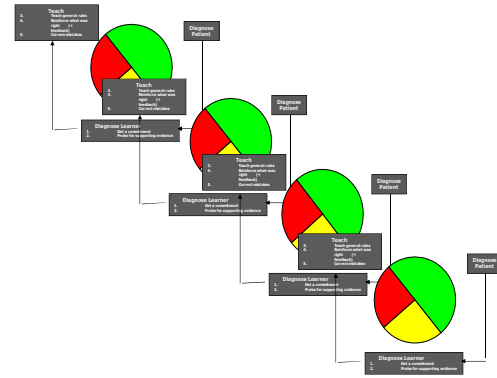 Teach
3. Teach general rules
4. Reinforce what was
right (+
feedback)
5. Correct mistakes
Diagnose
Patient
Teach
3. Teach general rules
4. Reinforce what was
right (+
feedback)
5. Correct mistakes
Diagnose
Patient
Diagnose Learner
1. Get a commitment
2. Probe for supporting evidence
Teach
3. Teach general rules
4. Reinforce what was
right (+
feedback)
5. Correct mistakes
Diagnose
Patient
Diagnose Learner
1. Get a commitment
2. Probe for supporting evidence
Teach
3. Teach general rules
4. Reinforce what was
right (+
feedback)
5. Correct mistakes
Diagnose
Patient
Diagnose Learner
1. Get a commitment
2. Probe for supporting evidence
Diagnose Learner
1. Get a commitment
2. Probe for supporting evidence